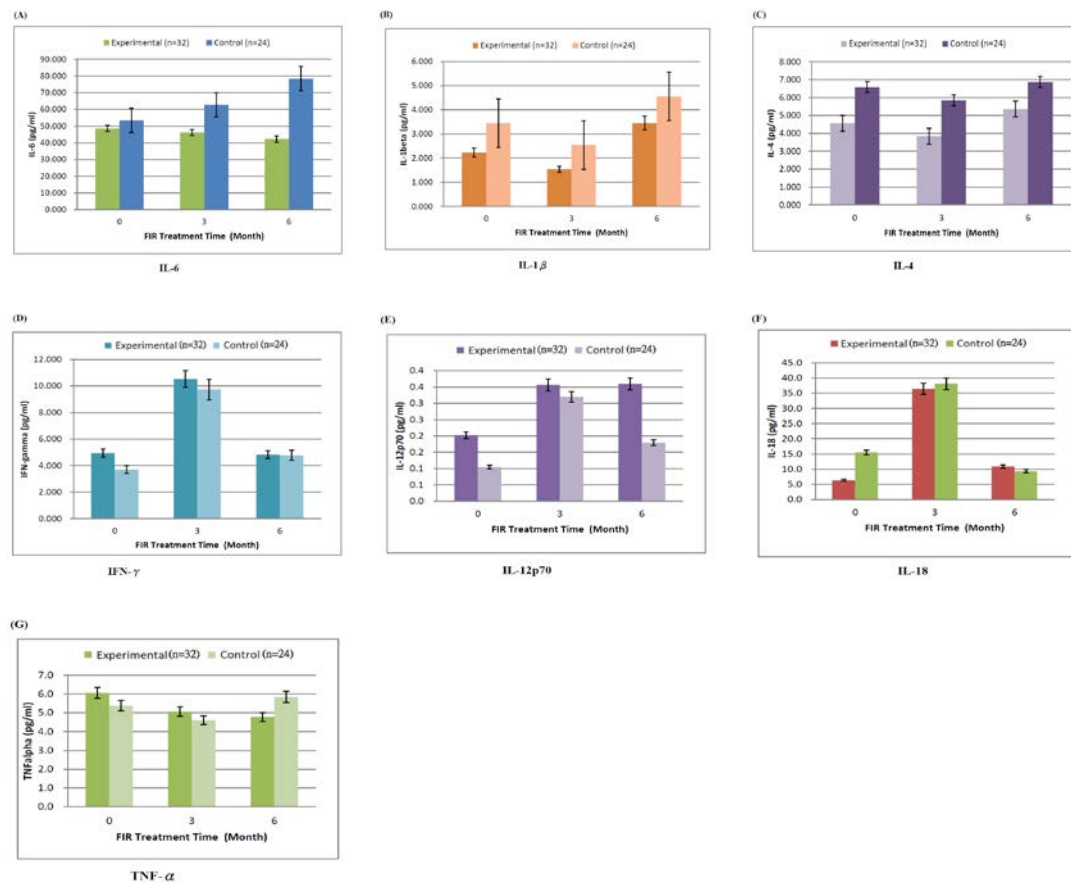 (A)
Experimental (n=32) Control (n=24)
90.000
80.000
70.000
60.000
50.000
40.000
30.000
20.000
10.000
0.000
IL-6 (pg/ml)
0 3 6
FIR Treatment Time (Month)
IL-6
(B)
Experimental (n=32) Control (n=24)
6.000
5.000
4.000
3.000
2.000
1.000
0.000
IL-1beta (pg/ml)
0 3 6
FIR Treatment Time (Month)
IL-1β
(C)
Experimental (n=32) Control (n=24)
8.000
7.000
6.000
5.000
4.000
3.000
2.000
1.000
0.000
IL-4 (pg/ml)
0 3 6
FIR Treatment Time (Month)
IL-4
(D)
Experimental (n=32) Control (n=24)
12.000
10.000
8.000
6.000
4.000
2.000
0.000
IFN-gamma (pg/ml)
0 3 6
FIR Treatment Time (Month)
IFN-γ
(E)
Experimental (n=32) Control (n=24)
0.4
0.4
0.3
0.3
0.2
0.2
0.1
0.1
0.0
IL-12p70 (pg/ml)
0 3 6
FIR Treatment Time (Month)
IL-12p70
(F)
Experimental (n=32) Control (n=24)
45.0
40.0
35.0
30.0
25.0
20.0
15.0
10.0
5.0
0.0
IL-18 (pg/ml)
0 3 6
FIR Treatment Time (Month)
IL-18
(G)
Experimental (n=32) Control (n=24)
7.0
6.0
5.0
4.0
3.0
2.0
1.0
0.0
TNFalpha (pg/ml)
0 3 6
FIR Treatment Time (Month)
TNF-α